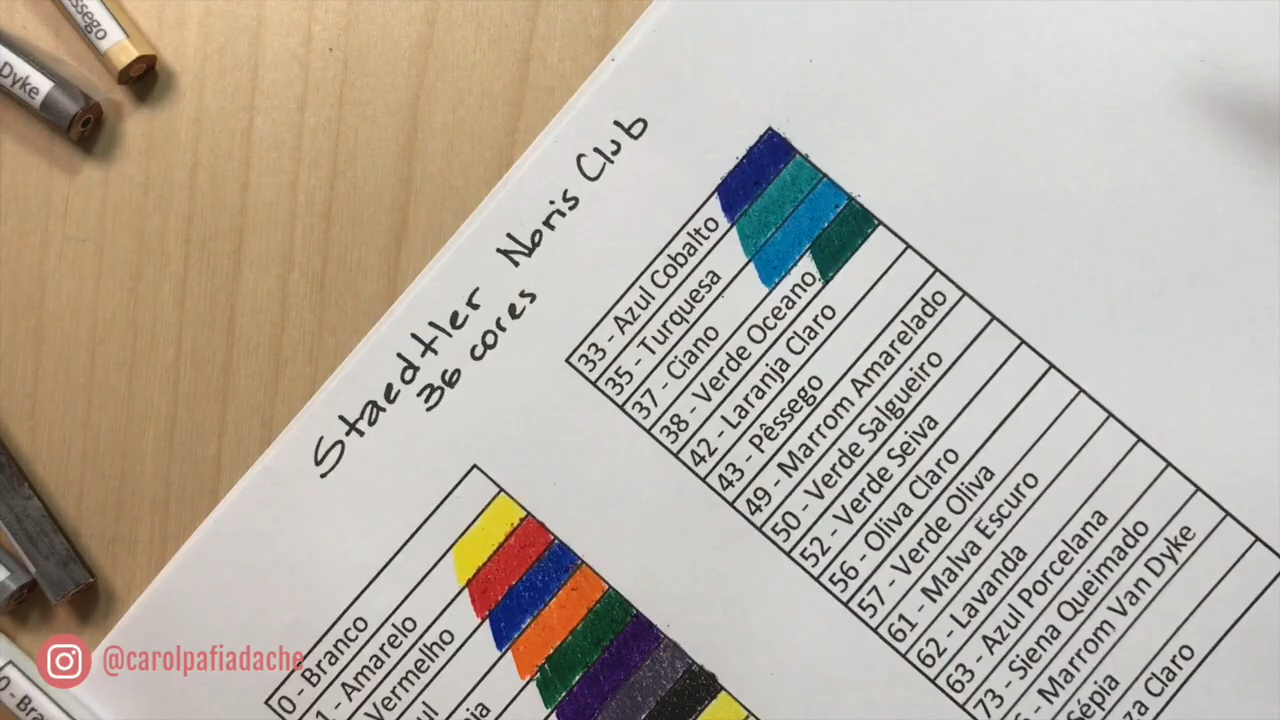 Dyke
Staedtler Noris Club
36 cores
33 - Azul Cobalto
35 - Turquesa
37 - Ciano
38 - Verde Oceano
42 - Laranja Claro
43 - Pêssego
49 - Marrom Amarelado
50 - Verde Salgueiro
52 - Verde Seiva
56 - Oliva Claro
57 - Verde Oliva
61 - Malva Escuro
62 - Lavanda
63 - Azul Porcelana
73 - Siena Queimado
Marrom Van Dyke
Sépia
Claro
0 - Branco
1 - Amarelo
Vermelho
@carolpafiadache